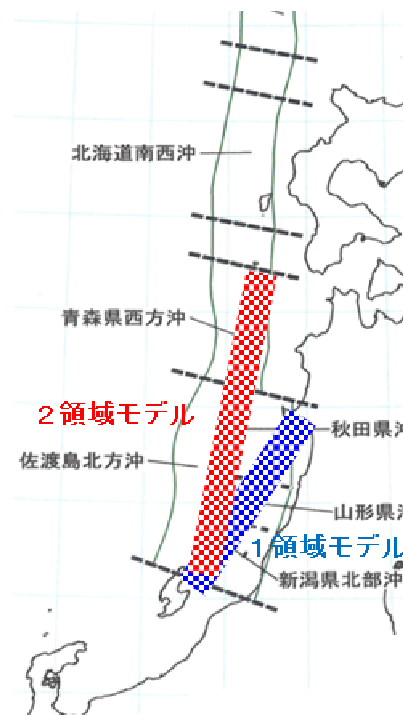 北海道南西沖
青森県西方沖
2領域モデル
秋田県沖
佐渡島北方沖
山形県沖
1領域モデル
新潟県北部沖